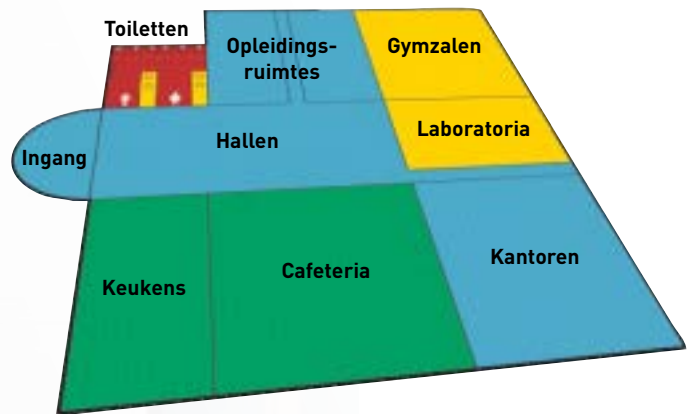 Toiletten
Opleidings-
ruimtes
Gymzalen
Laboratoria
Hallen
Ingang
Keukens
Cafeteria
Kantoren